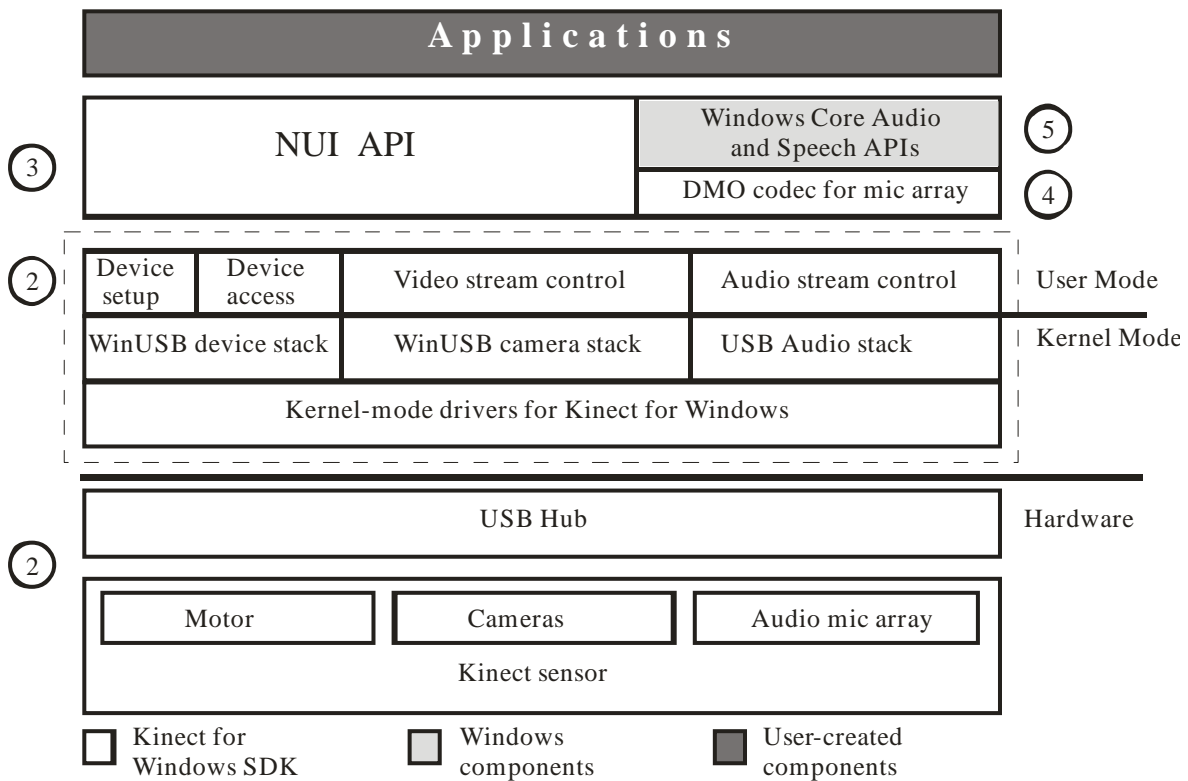 Applications
NUI API
Windows Core Audio
and Speech APIs
5
3
DMO codec for mic array
4
2
Device
setup
Device
access
Video stream control
Audio stream control
User Mode
WinUSB device stack
WinUSB camera stack
USB Audio stack
Kernel Mode
Kernel-mode drivers for Kinect for Windows
USB Hub
Hardware
2
Motor
Cameras
Audio mic array
Kinect sensor
Kinect for
Windows SDK
Windows
components
User-created
components